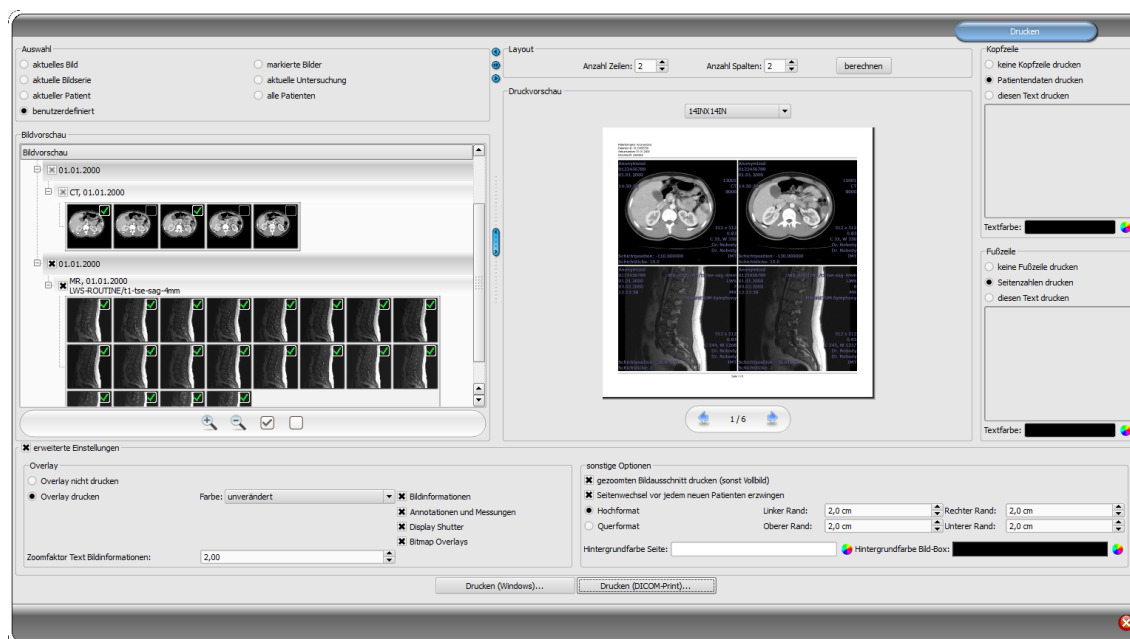 Drucken
Auswahl
aktuelles Bild
markierte Bilder
aktuelle Bildserie
aktuelle Untersuchung
aktueller Patient
alle Patienten
benutzerdefiniert
Layout
Anzahl Zeilen: 2
Anzahl Spalten: 2
berechnen
Kopfzeile
keine Kopfzeile drucken
Patientendaten drucken
diesen Text drucken
Textfarbe:
Bildvorschau
Bildvorschau
01.01.2000
CT, 01.01.2000
01.01.2000
MR, 01.01.2000
LWS-ROUTINE/t1-tse-sag-4mm
Druckvorschau
14INX14IN
1/6
Fußzeile
keine Fußzeile drucken
Seitenzahlen drucken
diesen Text drucken
Textfarbe:
erweiterte Einstellungen
Overlay
Overlay nicht drucken
Overlay drucken
Farbe: unverändert
Bildinformationen
Annotationen und Messungen
Display Shutter
Bitmap Overlays
Zoomfaktor Text Bildinformationen: 2,00
sonstige Optionen
gezoomten Bildausschnitt drucken (sonst Vollbild)
Seitenwechsel vor jedem neuen Patienten erzwingen
Hochformat
Linker Rand: 2,0 cm
Rechter Rand: 2,0 cm
Querformat
Oberer Rand: 2,0 cm
Unterer Rand: 2,0 cm
Hintergrundfarbe Seite:
Hintergrundfarbe Bild-Box:
Drucken (Windows)...
Drucken (DICOM-Print)...